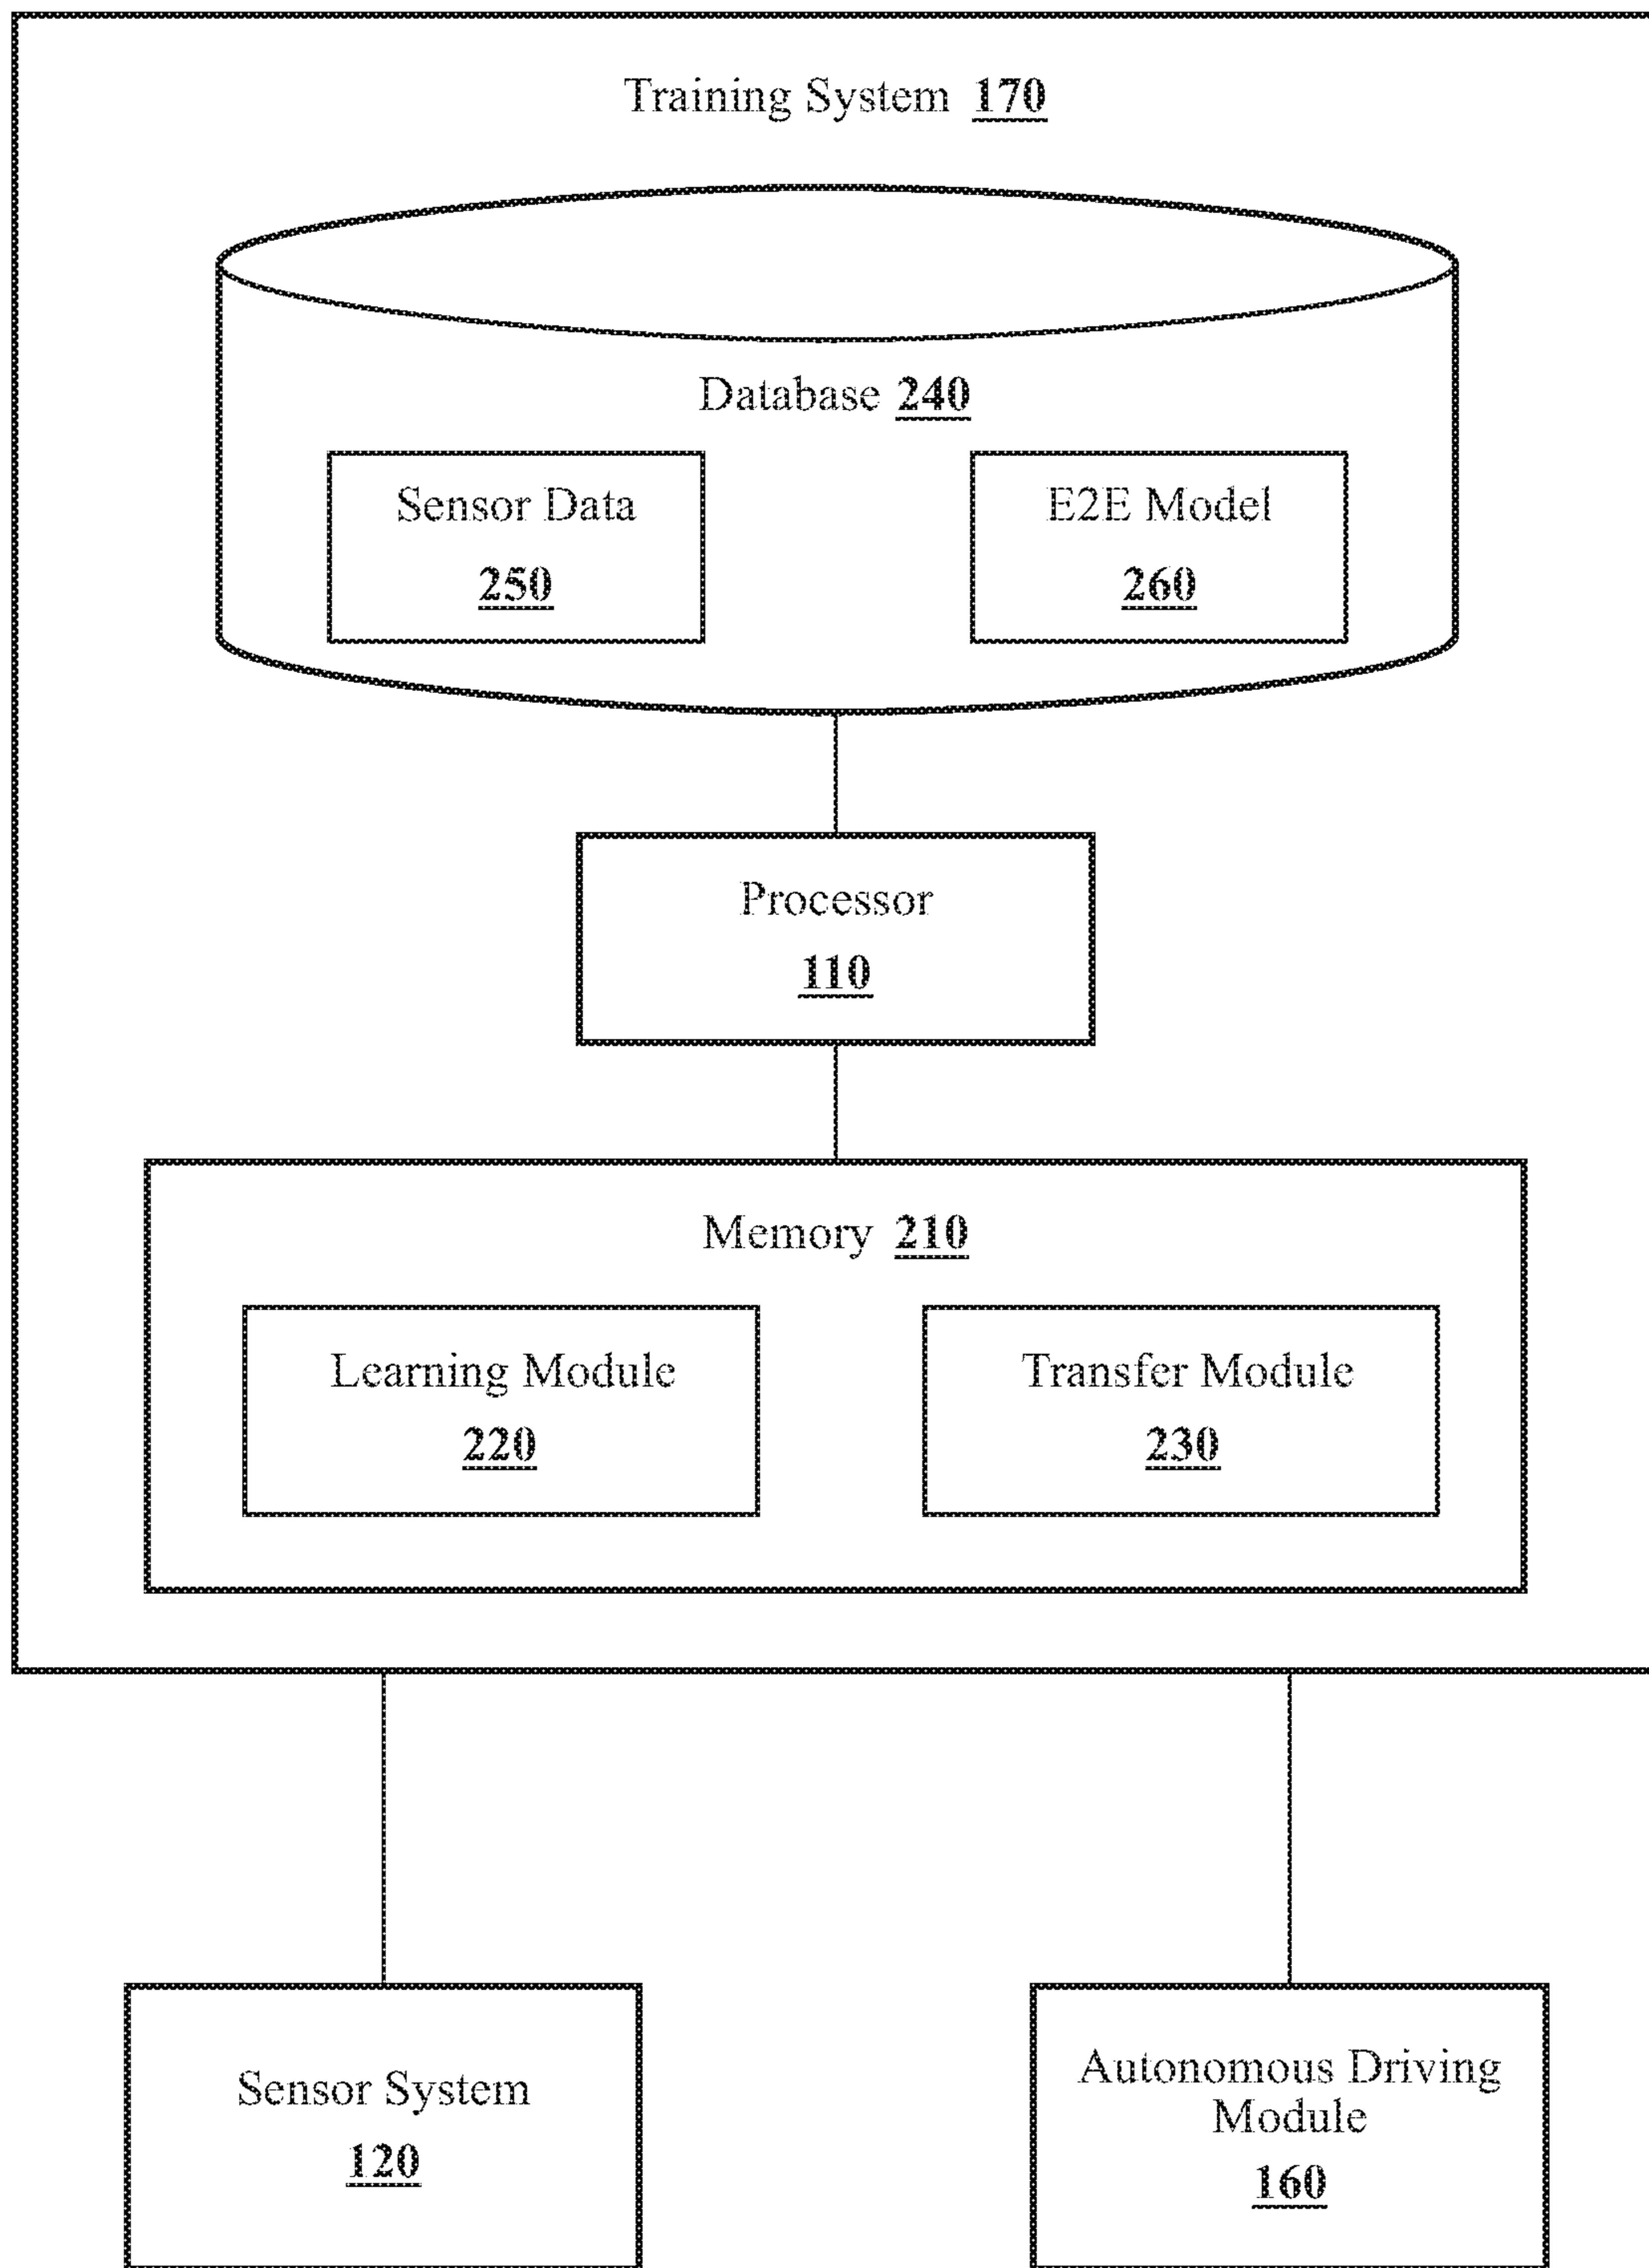 Training System 170
Database 240
Sensor Data
250
E2E Model
260
Processor
110
Memory 210
Learning Module
220
Transfer Module
230
Sensor System
120
Autonomous Driving
Module
160